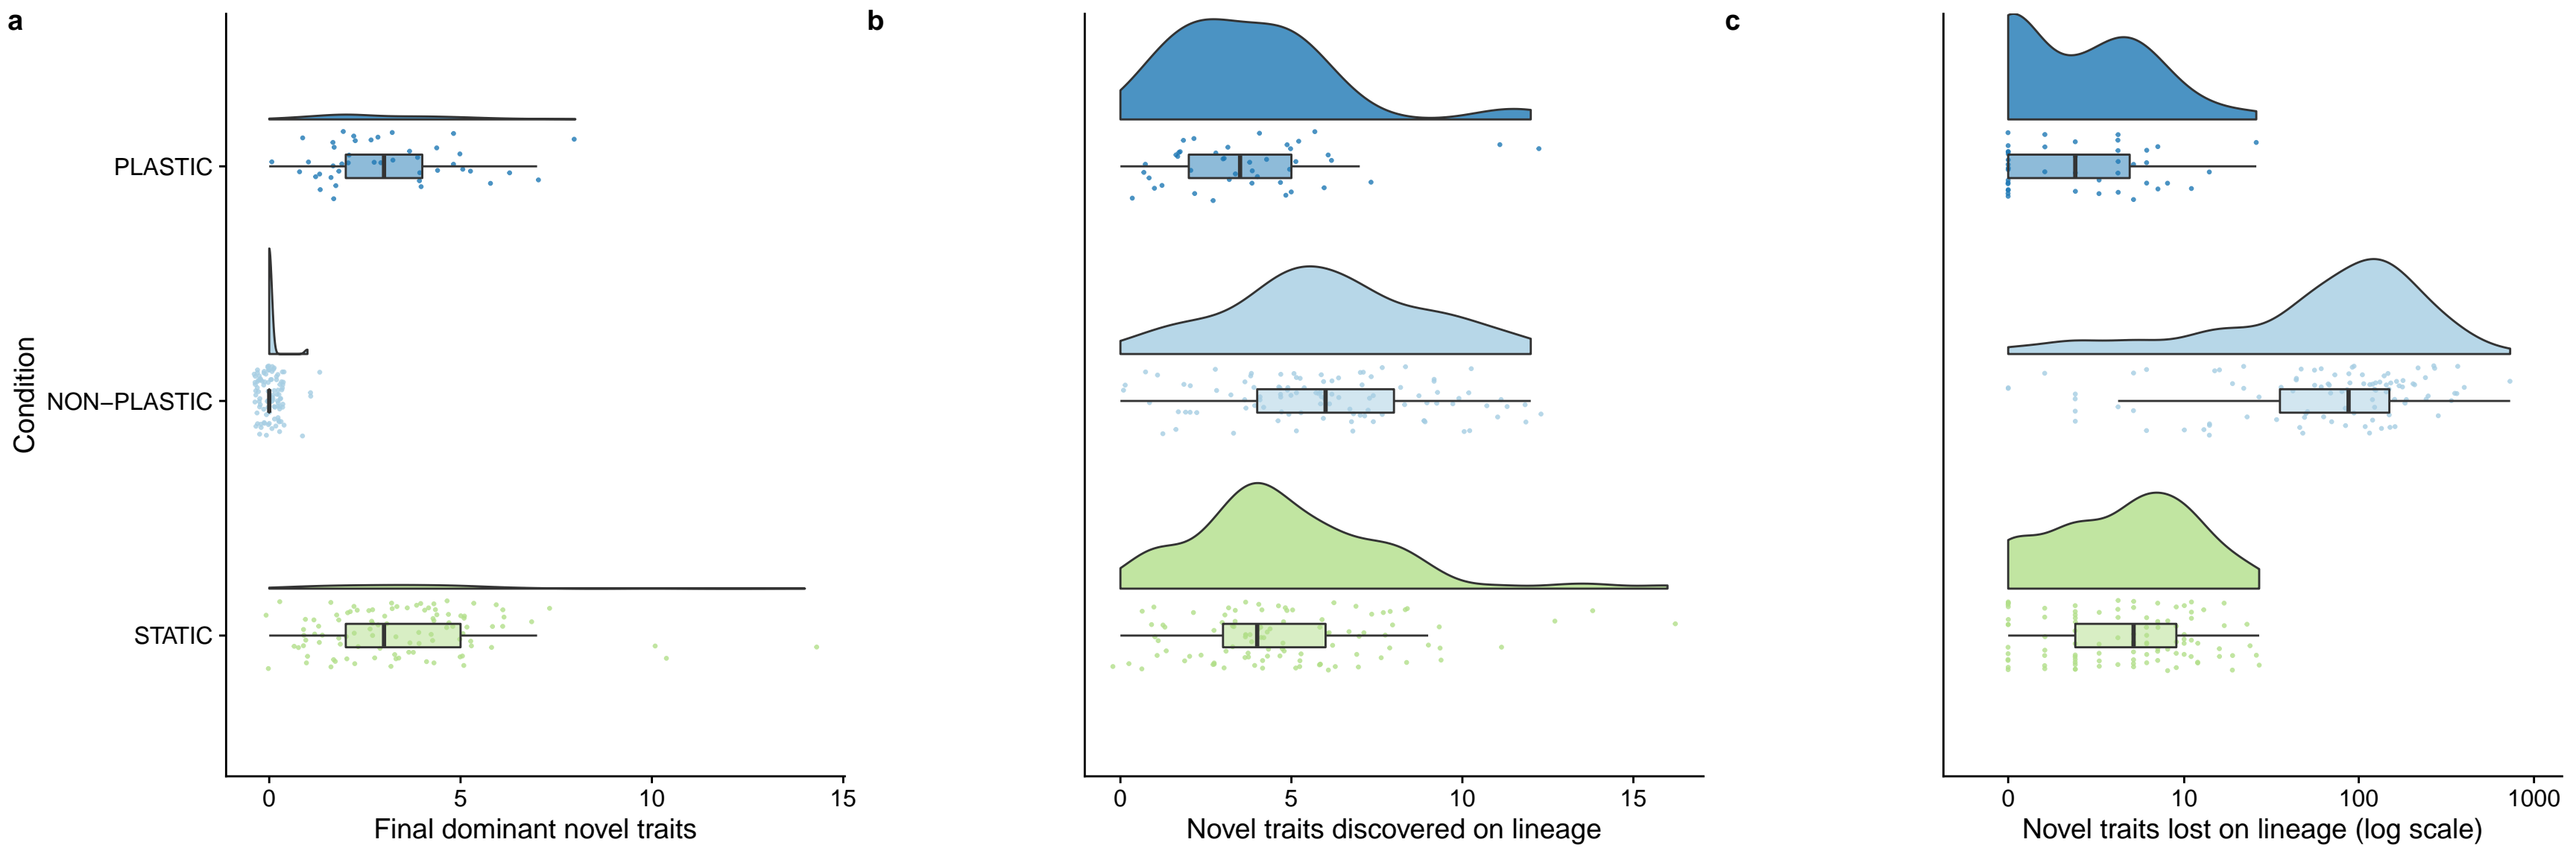 a
b
c
Condition
PLASTIC
NON−PLASTIC
STATIC
0 5 10 15
Final dominant novel traits
0 5 10 15
Novel traits discovered on lineage
0 10 100 1000
Novel traits lost on lineage (log scale)